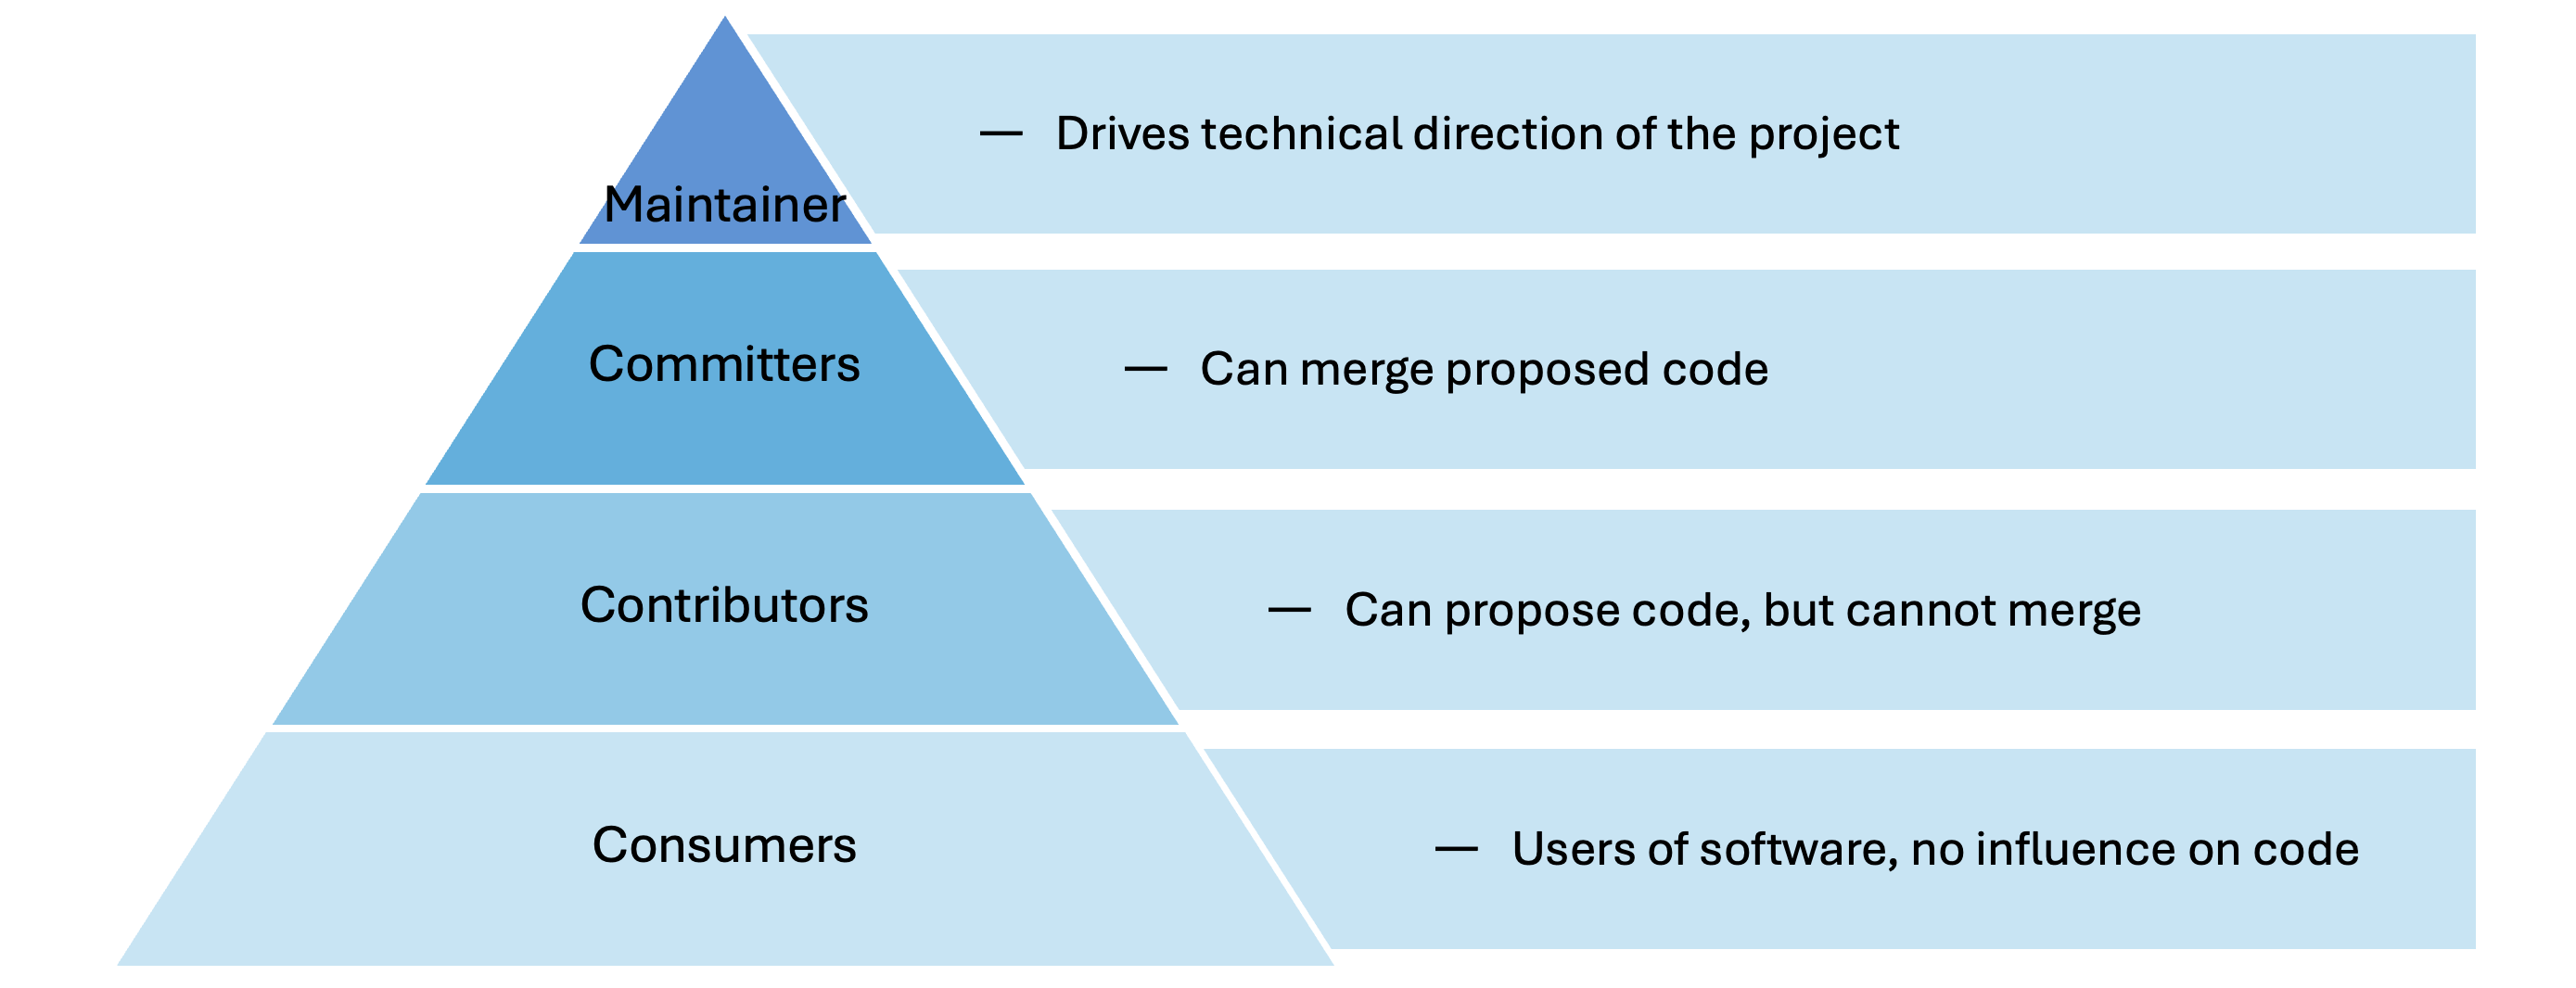 Maintainer
— Drives technical direction of the project
Committers
— Can merge proposed code
Contributors
— Can propose code, but cannot merge
Consumers
— Users of software, no influence on code